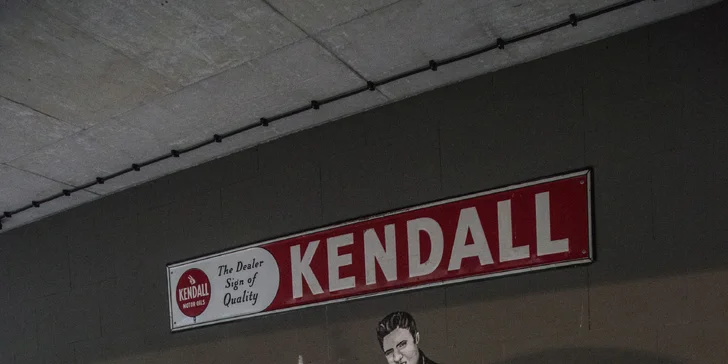 KENDALL
MOTOR OILS
The Dealer
Sign of
Quality
KENDALL